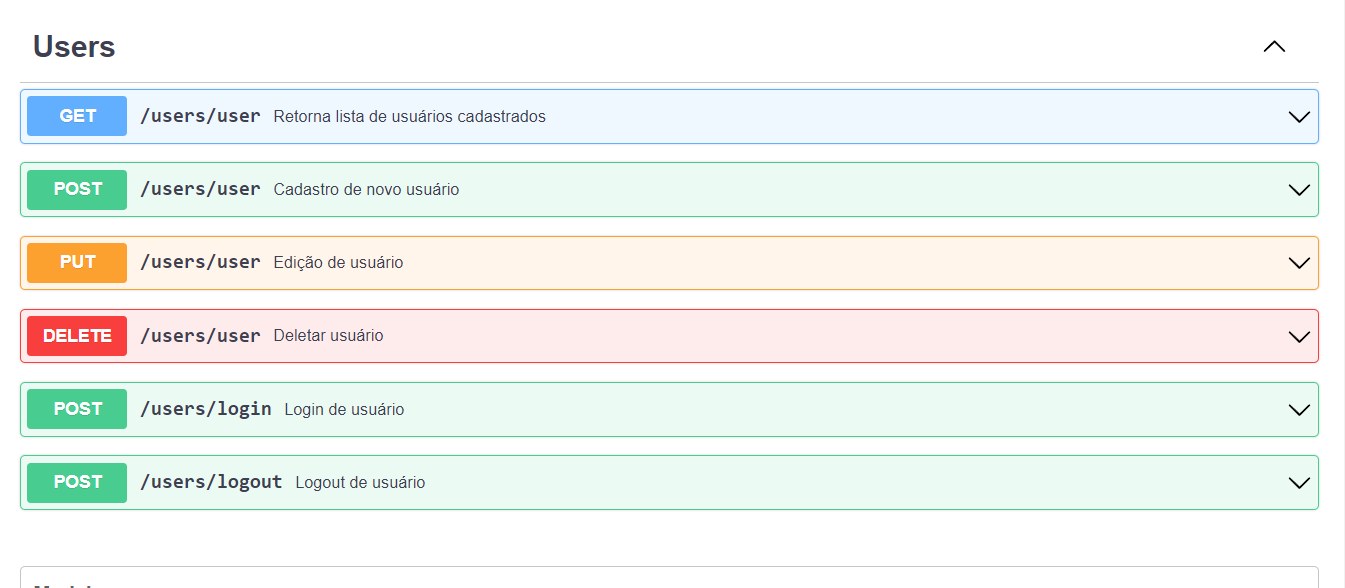 Users
GET /users/user Retorna lista de usuários cadastrados
POST /users/user Cadastro de novo usuário
PUT /users/user Edição de usuário
DELETE /users/user Deletar usuário
POST /users/login Login de usuário
POST /users/logout Logout de usuário